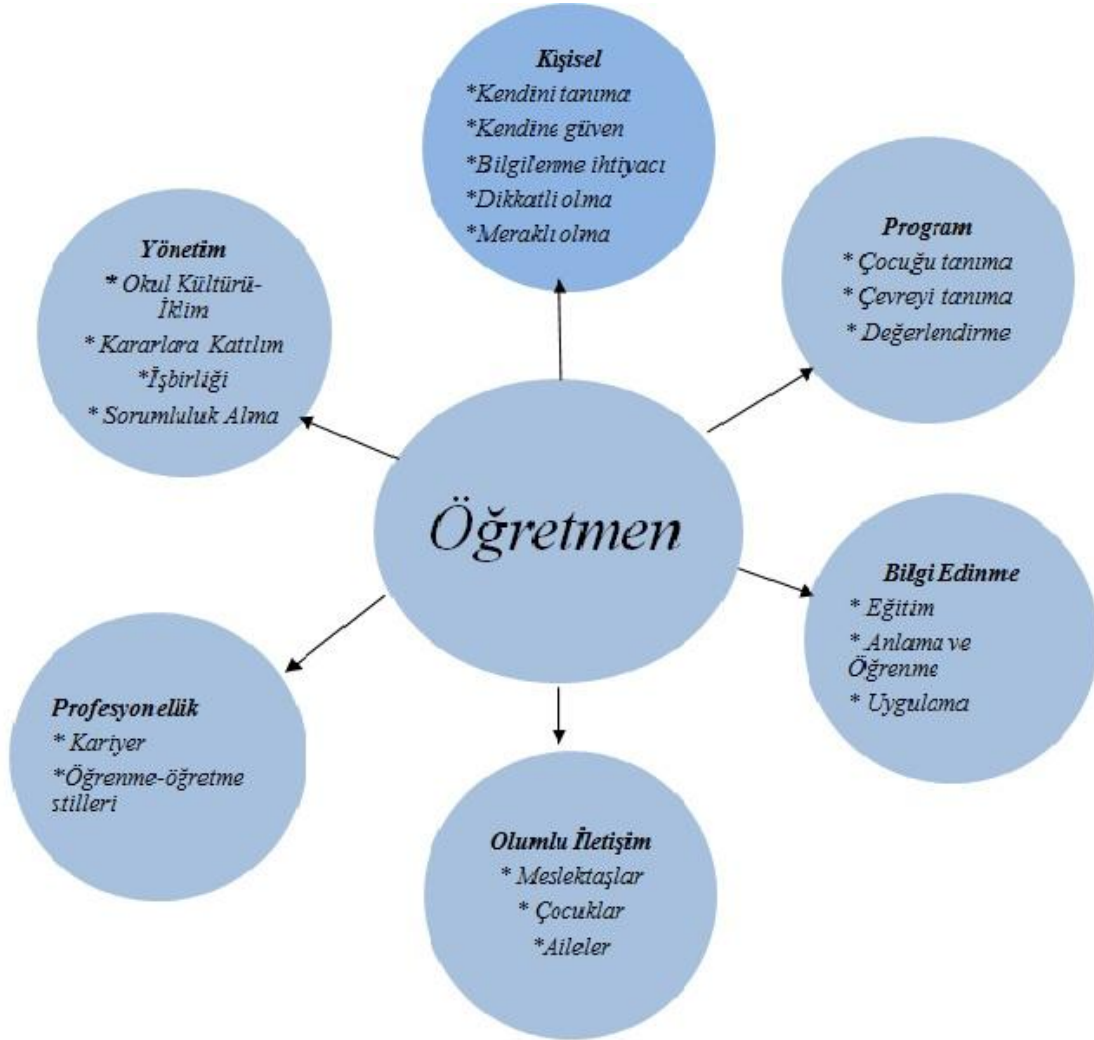 Kişisel
*Kendini tanıma
*Kendine güven
*Bilgilenme ihtiyacı
*Dikkatli olma
*Meraklı olma
Program
* Çocuğu tanıma
* Çevreyi tanıma
* Değerlendirme
Yönetim
* Okul Kültürü-
İklim
* Kararlara Katılım
*İşbirliği
* Sorumluluk Alma
Öğretmen
Bilgi Edinme
* Eğitim
* Anlama ve
Öğrenme
* Uygulama
Profesyonellik
* Kariyer
*Öğrenme-öğretme
stilleri
Olumlu İletişim
* Meslektaşlar
* Çocuklar
*Aileler